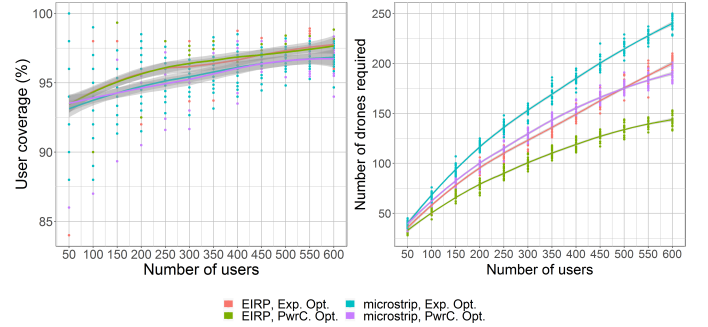 100
95
90
85
User coverage (%)
50 100 150 200 250 300 350 400 450 500 550 600
Number of users
250
200
150
100
50
Number of drones required
50 100 150 200 250 300 350 400 450 500 550 600
Number of users
EIRP, Exp. Opt. microstrip, Exp. Opt.
EIRP, PwrC. Opt. microstrip, PwrC. Opt.